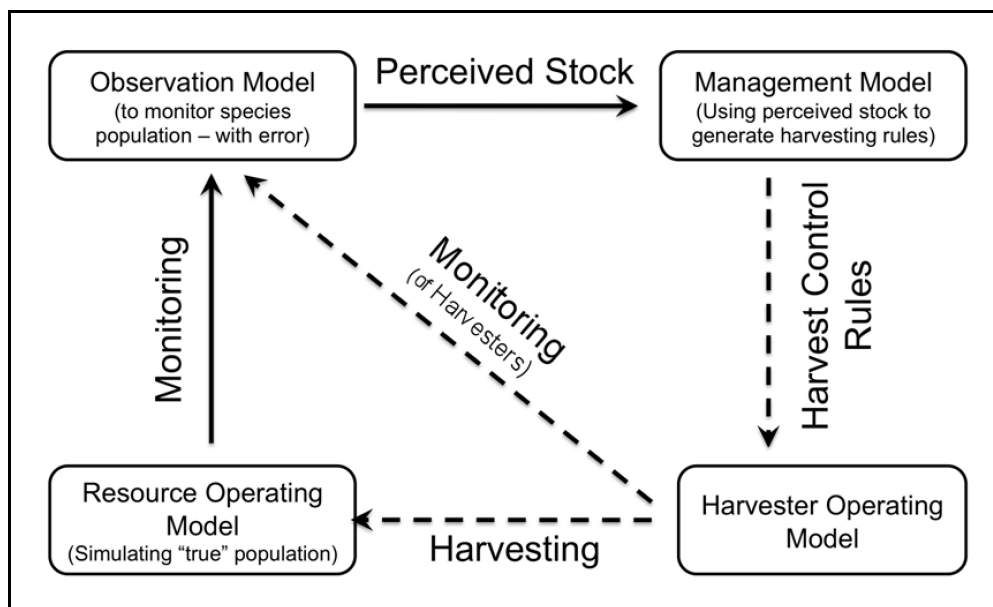 Observation Model
(to monitor species
population – with error)
Perceived Stock
Management Model
(Using perceived stock to
generate harvesting rules)
Monitoring
Monitoring
(of Harvesters)
Harvest Control
Rules
Resource Operating
Model
(Simulating “true” population)
Harvesting
Harvester Operating
Model